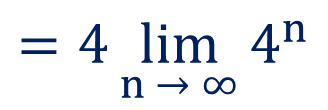 = 4 lim 4ⁿ
n → ∞